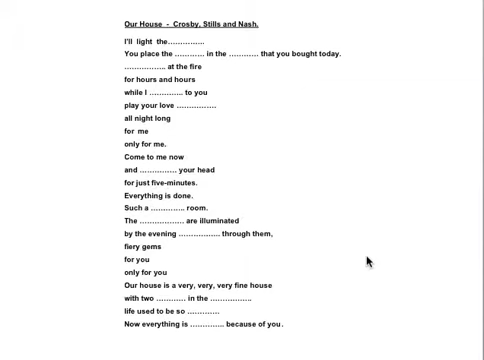 Our House - Crosby, Stills and Nash.
I'll light the..............
You place the ............ in the ............ that you bought today.
................. at the fire
for hours and hours
while I .............. to you
play your love ................
all night long
for me
only for me.
Come to me now
and ............... your head
for just five-minutes.
Everything is done.
Such a .............. room.
The .................. are illuminated
by the evening ................. through them,
fiery gems
for you
only for you
Our house is a very, very, very fine house
with two ............ in the .................
life used to be so .............
Now everything is .............. because of you.